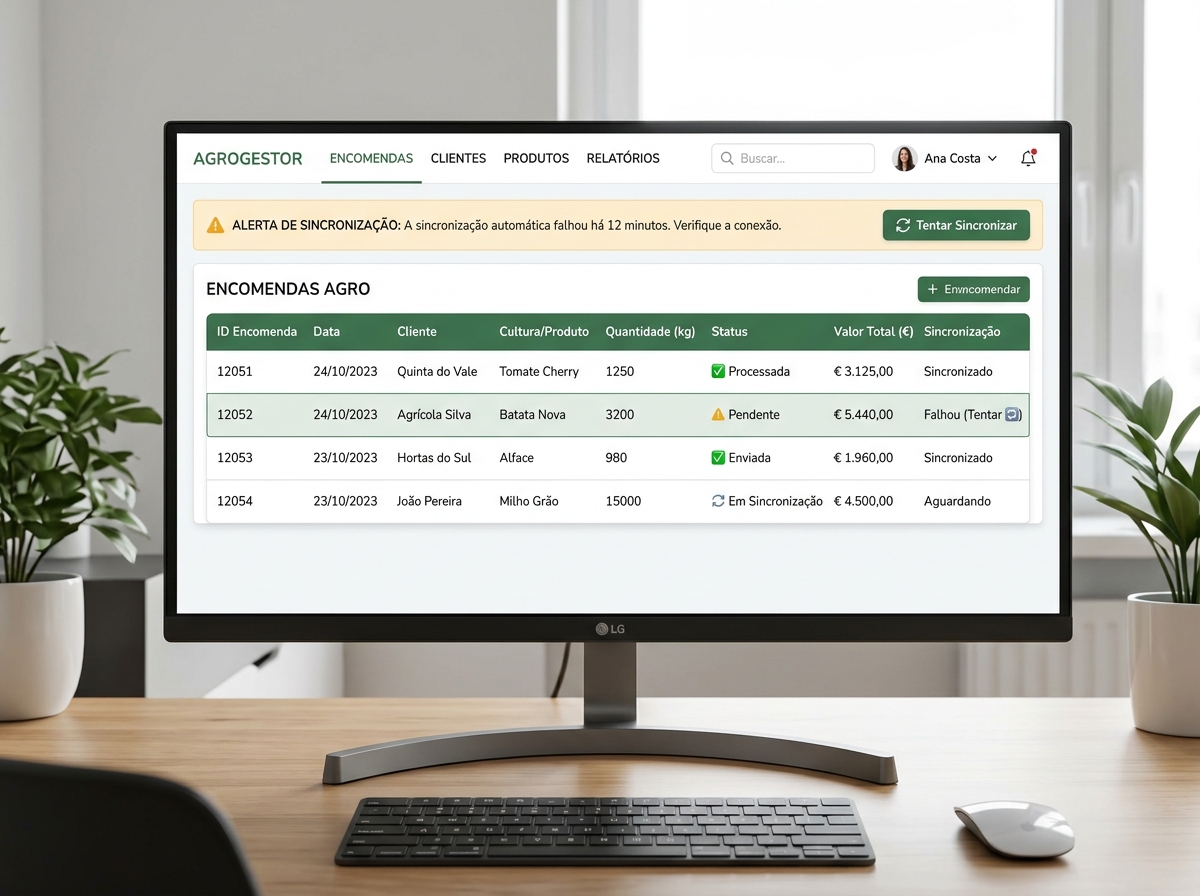 AGROGESTOR ENCOMENDAS CLIENTES PRODUTOS RELATÓRIOS Buscar... Ana Costa
ALERTA DE SINCRONIZAÇÃO: A sincronização automática falhou há 12 minutos. Verifique a conexão. Tentar Sincronizar
ENCOMENDAS AGRO
ID Encomenda Data Cliente Cultura/Produto Quantidade (kg) Status Valor Total (€) Sincronização
12051 24/10/2023 Quinta do Vale Tomate Cherry 1250 Processada € 3.125,00 Sincronizado
12052 24/10/2023 Agrícola Silva Batata Nova 3200 Pendente € 5.440,00 Falhou (Tentar )
12053 23/10/2023 Hortas do Sul Alface 980 Enviada € 1.960,00 Sincronizado
12054 23/10/2023 João Pereira Milho Grão 15000 Em Sincronização € 4.500,00 Aguardando
LG